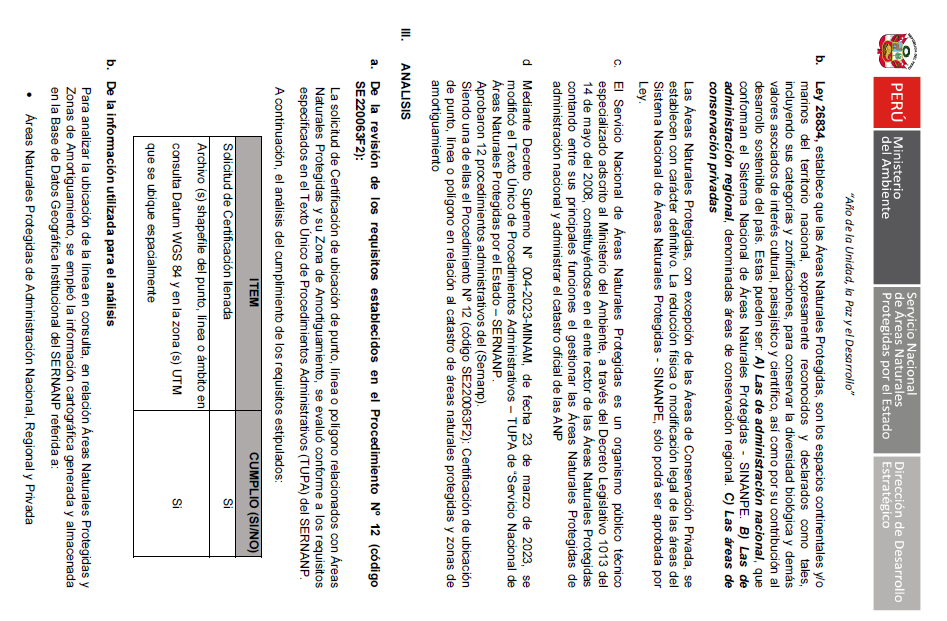 PERÚ
Ministerio
del Ambiente
Servicio Nacional
de Áreas Naturales
Protegidas por el Estado
Dirección de Desarrollo
Estratégico
"Año de la Unidad, la Paz y el Desarrollo"
b. Ley 26834, establece que las Áreas Naturales Protegidas, son los espacios continentales y/o
marinos del territorio nacional, expresamente reconocidos y declarados como tales,
incluyendo sus categorías y zonificaciones, para conservar la diversidad biológica y demás
valores asociados de interés cultural, paisajístico y científico, así como por su contribución al
desarrollo sostenible del país. Estas pueden ser: A) Las de administración nacional, que
conforman el Sistema Nacional de Áreas Naturales Protegidas - SINANPE. B) Las de
administración regional, denominadas áreas de conservación regional. C) Las áreas de
conservación privadas
Las Áreas Naturales Protegidas, con excepción de las Áreas de Conservación Privada, se
establecen con carácter definitivo. La reducción física o modificación legal de las áreas del
Sistema Nacional de Áreas Naturales Protegidas - SINANPE, sólo podrá ser aprobada por
Ley.
c. El Servicio Nacional de Áreas Naturales Protegidas es un organismo público técnico
especializado adscrito al Ministerio del Ambiente, a través del Decreto Legislativo 1013 del
14 de mayo del 2008, constituyéndose en el ente rector de las Áreas Naturales Protegidas
contando entre sus principales funciones el gestionar las Áreas Naturales Protegidas de
administración nacional y administrar el catastro oficial de las ANP
d Mediante Decreto Supremo N° 004-2023-MINAM, de fecha 23 de marzo de 2023, se
modificó el Texto Único de Procedimientos Administrativos – TUPA de "Servicio Nacional de
Áreas Naturales Protegidas por el Estado – SERNANP.
Aprobaron 12 procedimientos administrativos del (Sernanp).
Siendo una de ellas el Procedimiento N° 12 (código SE220063F2): Certificación de ubicación
de punto, línea o polígono en relación al catastro de áreas naturales protegidas y zonas de
amortiguamiento
III. ANALISIS
a. De la revisión de los requisitos establecidos en el Procedimiento N° 12 (código
SE220063F2):
La solicitud de Certificación de ubicación de punto, línea o polígono relacionados con Áreas
Naturales Protegidas y su Zona de Amortiguamiento, se evaluó conforme a los requisitos
especificados en el Texto Único de Procedimientos Administrativos (TUPA) del SERNANP.
A continuación, el análisis del cumplimiento de los requisitos estipulados:
ITEM CUMPLIO (SI/NO)
Solicitud de Certificación llenada Si
Archivo (s) shapefile del punto, línea o ámbito en
consulta Datum WGS 84 y en la zona (s) UTM Si
que se ubique espacialmente
b. De la información utilizada para el análisis
Para analizar la ubicación de la línea en consulta, en relación Áreas Naturales Protegidas y
Zonas de Amortiguamiento, se empleó la información cartográfica generada y almacenada
en la Base de Datos Geográfica Institucional del SERNANP referida a:
• Áreas Naturales Protegidas de Administración Nacional, Regional y Privada